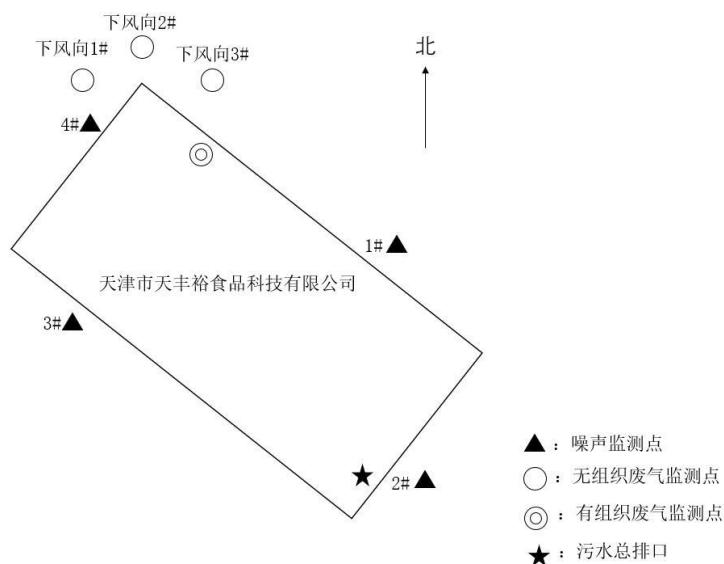 下风向2#
下风向1#
下风向3#
北
4#
1#
天津市天丰裕食品科技有限公司
3#
2#
：噪声监测点
：无组织废气监测点
：有组织废气监测点
：污水总排口